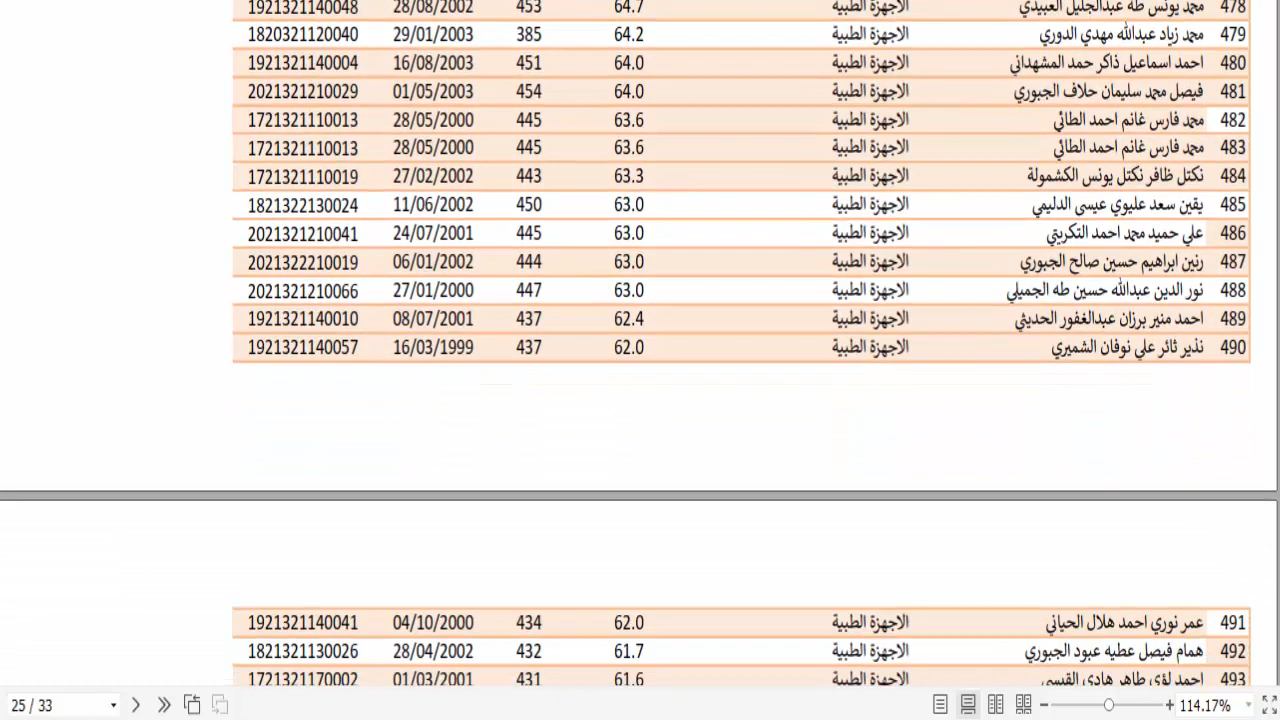 478 محمد يونس طه عبدالجليل العبيدي الاجهزة الطبية 64.7 453 28/08/2002 1921321140048
479 محمد زياد عبدالله مهدي الدوري الاجهزة الطبية 64.2 385 29/01/2003 1820321120040
480 احمد اسماعيل ذاكر حمد المشهداني الاجهزة الطبية 64.0 451 16/08/2003 1921321140004
481 فيصل محمد سليمان حلاف الجبوري الاجهزة الطبية 64.0 454 01/05/2003 2021321210029
482 محمد فارس غانم احمد الطائي الاجهزة الطبية 63.6 445 28/05/2000 1721321110013
483 محمد فارس غانم احمد الطائي الاجهزة الطبية 63.6 445 28/05/2000 1721321110013
484 نكتل ظافر نكتل يونس الكشمولة الاجهزة الطبية 63.3 443 27/02/2002 1721321110019
485 يقين سعد عليوي عيسى الدليمي الاجهزة الطبية 63.0 450 11/06/2002 1821322130024
486 علي حميد محمد احمد التكريتي الاجهزة الطبية 63.0 445 24/07/2001 2021321210041
487 رنين ابراهيم حسين صالح الجبوري الاجهزة الطبية 63.0 444 06/01/2002 2021322210019
488 نور الدين عبدالله حسين طه الجميلي الاجهزة الطبية 63.0 447 27/01/2000 2021321210066
489 احمد منير برزان عبدالغفور الحديثي الاجهزة الطبية 62.4 437 08/07/2001 1921321140010
490 نذير ثائر علي نوفان الشميري الاجهزة الطبية 62.0 437 16/03/1999 1921321140057
491 عمر نوري احمد هلال الحياني الاجهزة الطبية 62.0 434 04/10/2000 1921321140041
492 همام فيصل عطيه عبود الجبوري الاجهزة الطبية 61.7 432 28/04/2002 1821321130026
493 احمد لؤي طاهر هادي القيسي الاجهزة الطبية 61.6 431 01/03/2001 1721321170002
25 / 33 114.17%